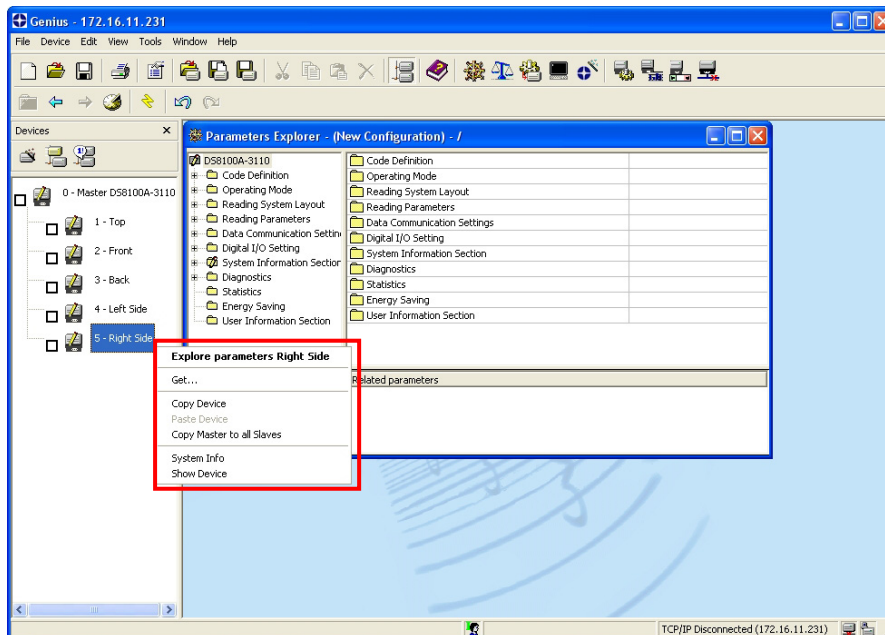 Genius - 172.16.11.231
File Device Edit View Tools Window Help
Devices
0 - Master DS8100A-3110
1 - Top
2 - Front
3 - Back
4 - Left Side
5 - Right Side
Parameters Explorer - (New Configuration) - /
DS8100A-3110
Code Definition
Operating Mode
Reading System Layout
Reading Parameters
Data Communication Settin
Digital I/O Setting
System Information Section
Diagnostics
Statistics
Energy Saving
User Information Section
Code Definition
Operating Mode
Reading System Layout
Reading Parameters
Data Communication Settings
Digital I/O Setting
System Information Section
Diagnostics
Statistics
Energy Saving
User Information Section
Related parameters
Explore parameters Right Side
Get...
Copy Device
Paste Device
Copy Master to all Slaves
System Info
Show Device
TCP/IP Disconnected (172.16.11.231)